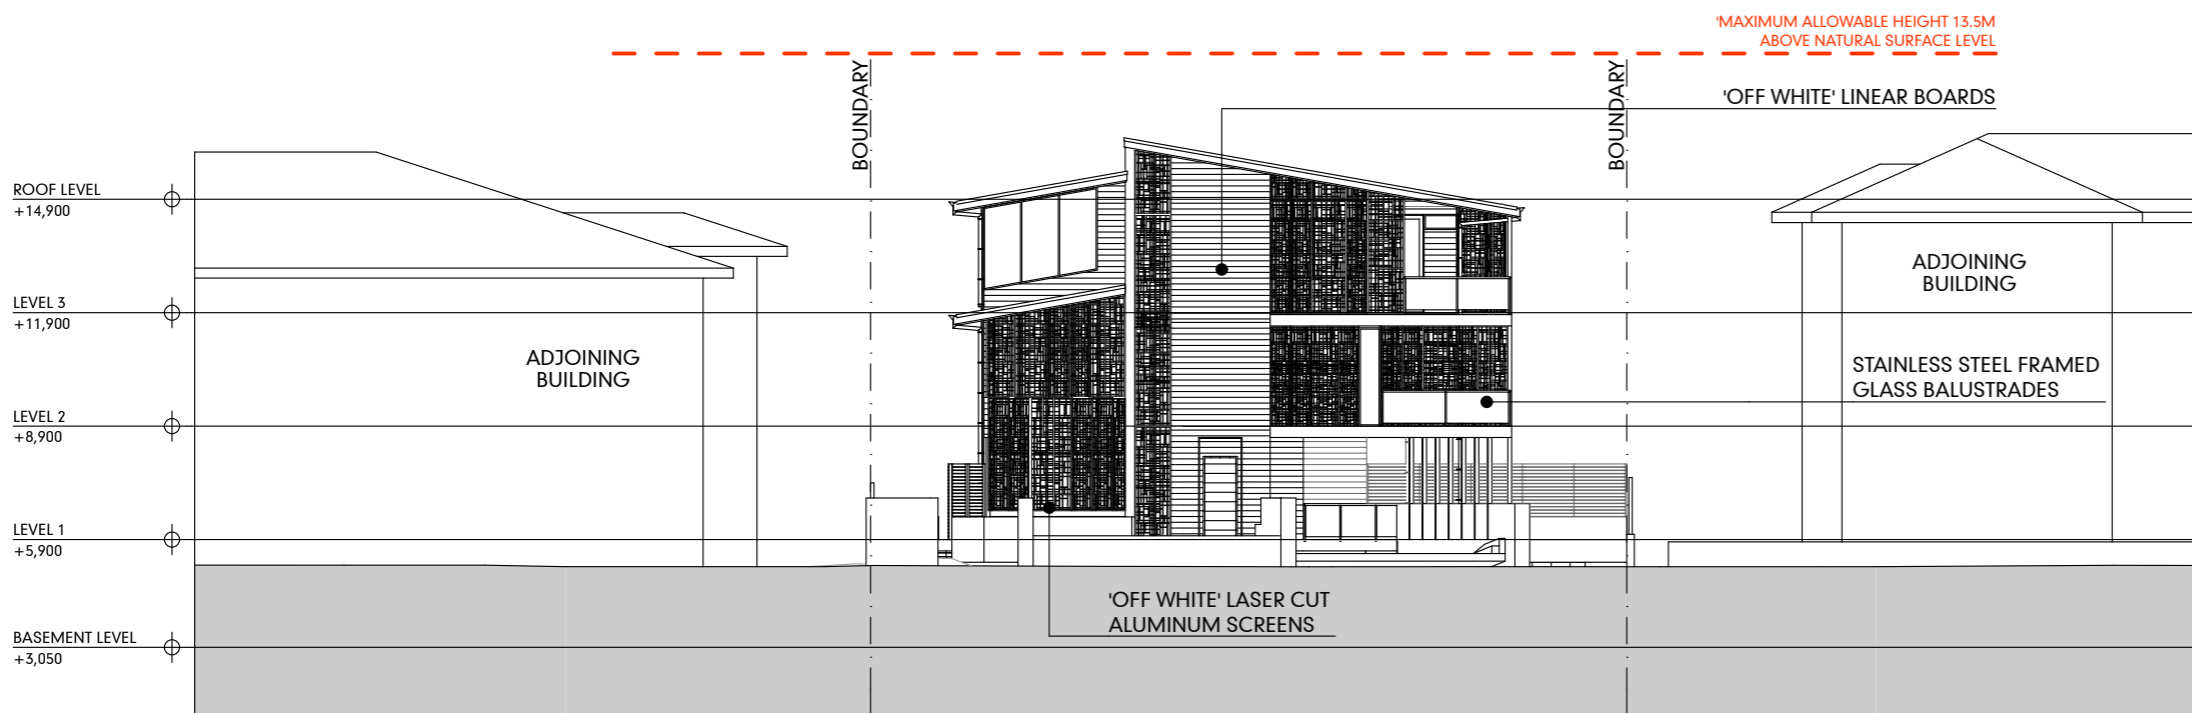 'MAXIMUM ALLOWABLE HEIGHT 13.5M
ABOVE NATURAL SURFACE LEVEL
BOUNDARY
BOUNDARY
'OFF WHITE' LINEAR BOARDS
ROOF LEVEL
+14,900
ADJOINING
BUILDING
LEVEL 3
+11,900
ADJOINING
BUILDING
STAINLESS STEEL FRAMED
GLASS BALUSTRADES
LEVEL 2
+8,900
LEVEL 1
+5,900
'OFF WHITE' LASER CUT
ALUMINUM SCREENS
BASEMENT LEVEL
+3,050